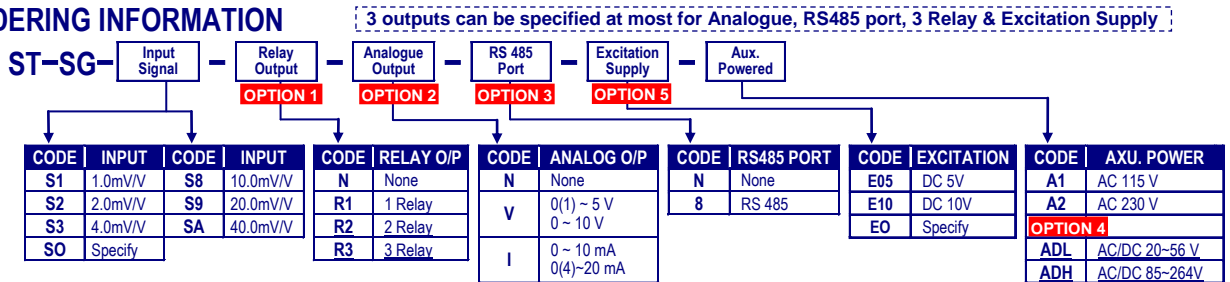 DERING INFORMATION
3 outputs can be specified at most for Analogue, RS485 port, 3 Relay & Excitation Supply
ST-SG- Input Signal - Relay Output - Analogue Output - RS 485 Port - Excitation Supply - Aux. Powered
OPTION 1 OPTION 2 OPTION 3 OPTION 5
CODE INPUT CODE INPUT
S1 1.0mV/V S8 10.0mV/V
S2 2.0mV/V S9 20.0mV/V
S3 4.0mV/V SA 40.0mV/V
SO Specify
CODE RELAY O/P
N None
R1 1 Relay
R2 2 Relay
R3 3 Relay
CODE ANALOG O/P
N None
V 0(1) ~ 5 V
0 ~ 10 V
I 0 ~ 10 mA
0(4)~20 mA
CODE RS485 PORT
N None
8 RS 485
CODE EXCITATION
E05 DC 5V
E10 DC 10V
EO Specify
CODE AXU. POWER
A1 AC 115 V
A2 AC 230 V
OPTION 4
ADL AC/DC 20~56 V
ADH AC/DC 85~264V